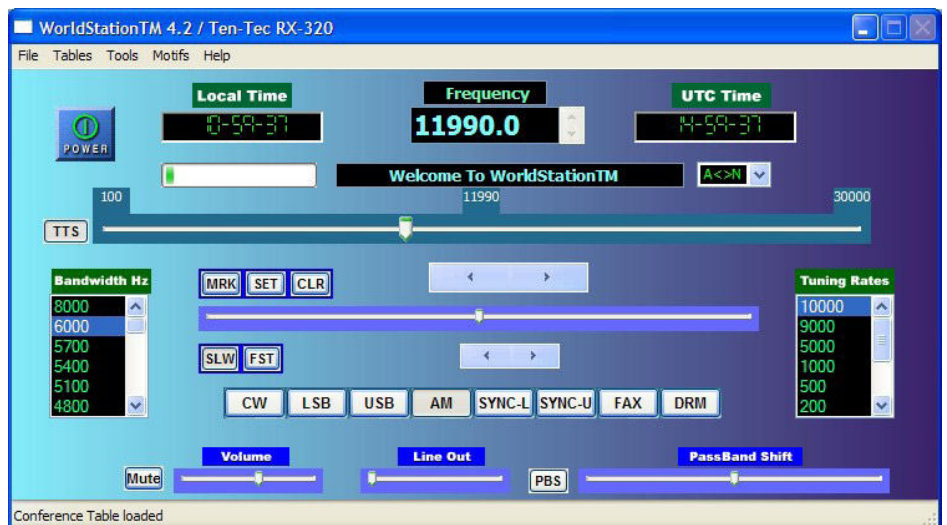 WorldStationTM 4.2 / Ten-Tec RX-320
File Tables Tools Motifs Help
Local Time Frequency UTC Time
10-59-37 11990.0 14-59-37
POWER
Welcome To WorldStationTM A<>N
100 11990 30000
TTS
Bandwidth Hz MRK SET CLR Tuning Rates
8000 10000
6000 9000
5700 SLW FST 5000
5400 1000
5100 CW LSB USB AM SYNC-L SYNC-U FAX DRM 500
4800 200
Volume Line Out PassBand Shift
Mute PBS
Conference Table loaded